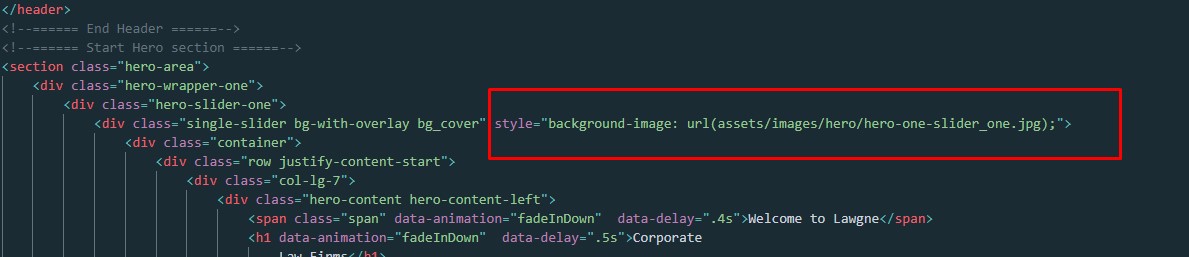 </header>
<!--====== End Header ======-->
<!--====== Start Hero section ======-->
<section class="hero-area">
<div class="hero-wrapper-one">
<div class="hero-slider-one">
<div class="single-slider bg-with-overlay bg_cover" style="background-image: url(assets/images/hero/hero-one-slider_one.jpg);">
<div class="container">
<div class="row justify-content-start">
<div class="col-lg-7">
<div class="hero-content hero-content-left">
<span class="span" data-animation="fadeInDown"  data-delay=".4s">Welcome to Lawgne</span>
<h1 data-animation="fadeInDown"  data-delay=".5s">Corporate
Law Firms</h1>